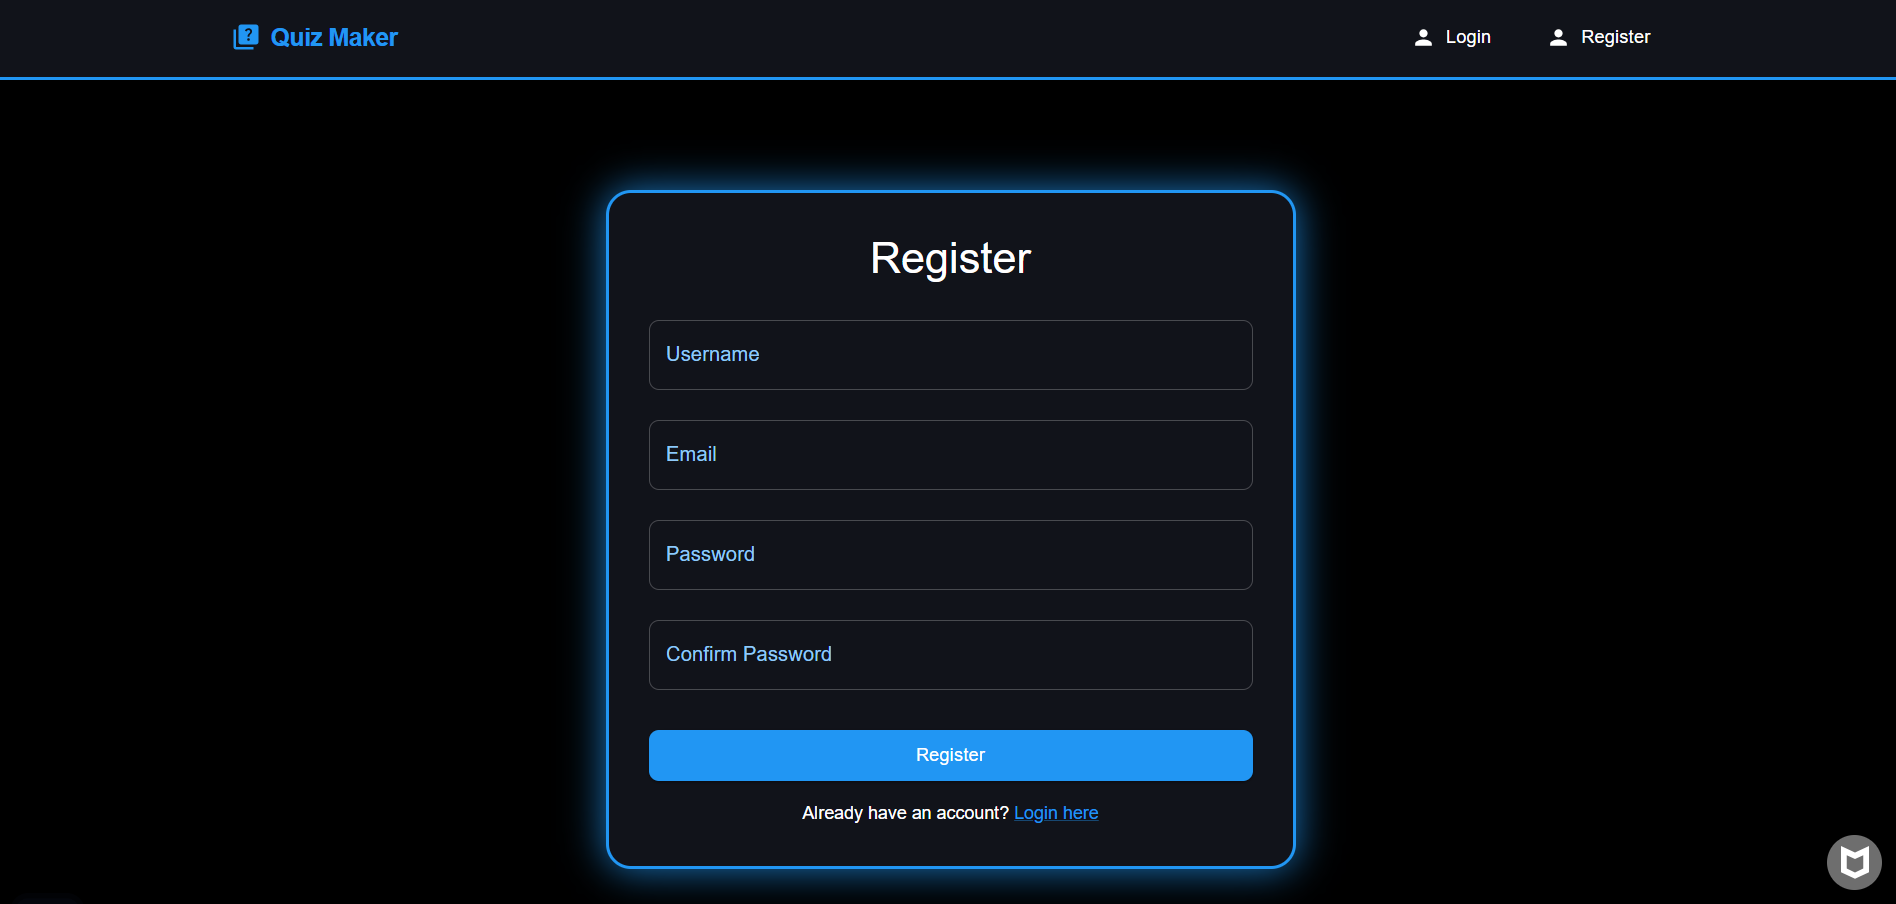 Quiz Maker
Login
Register
Register
Username
Email
Password
Confirm Password
Register
Already have an account? Login here